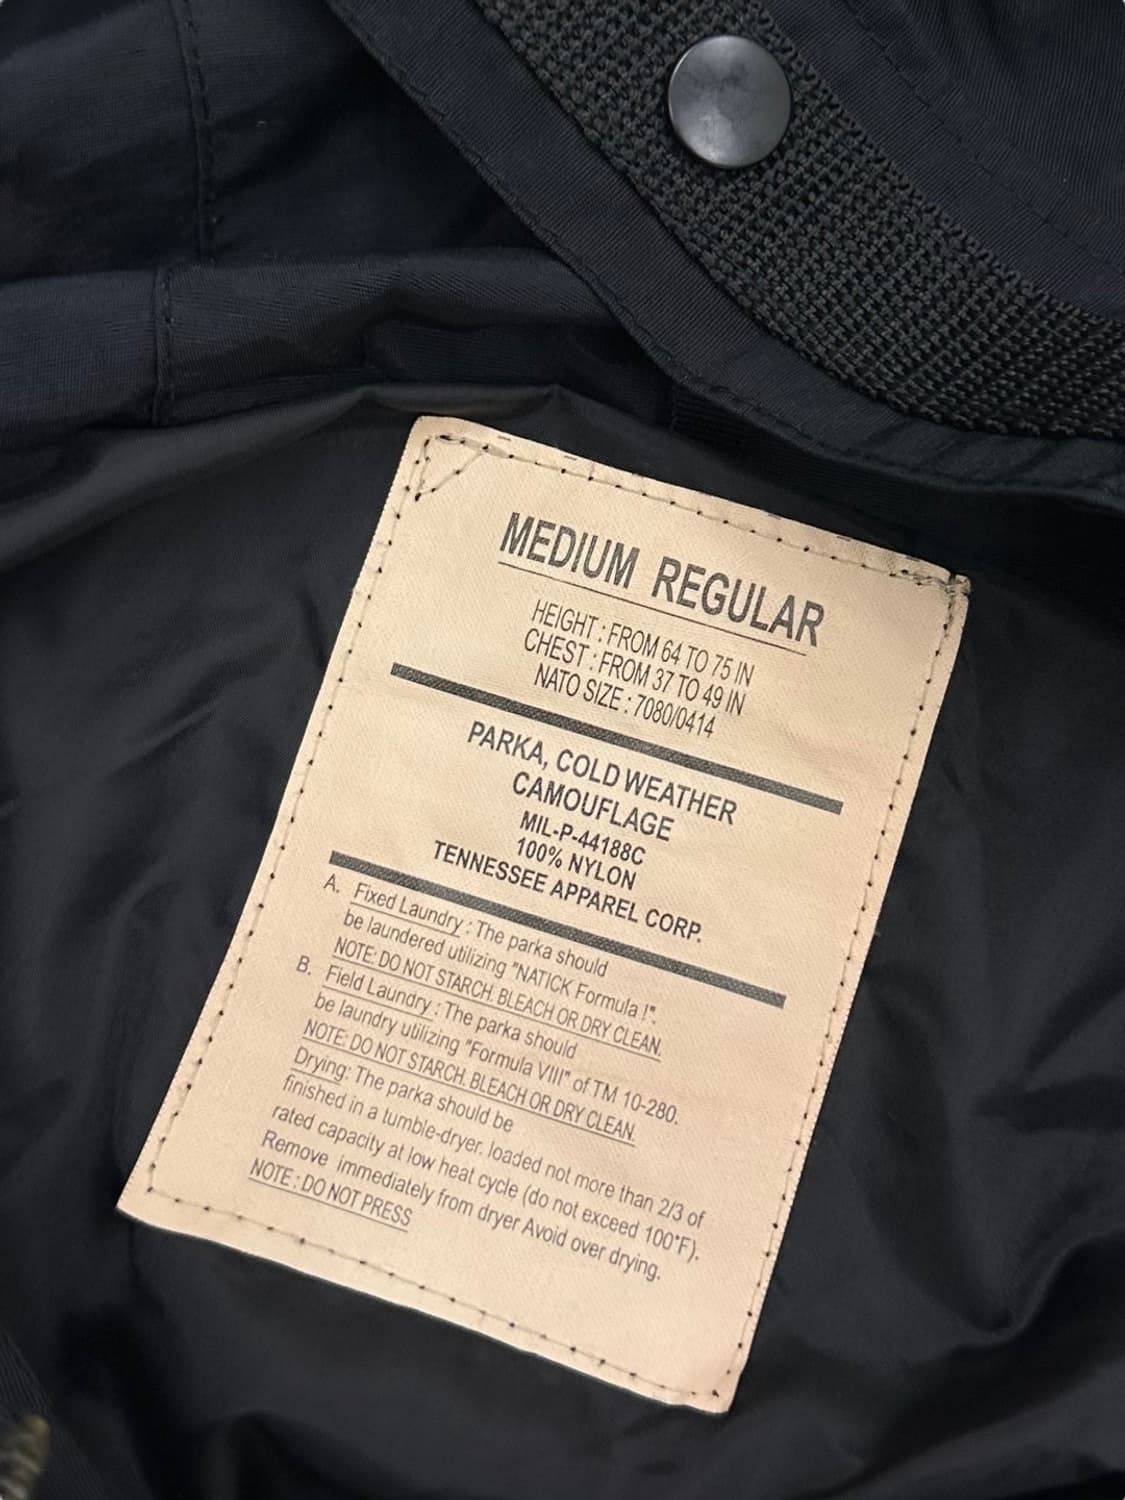 MEDIUM REGULAR
HEIGHT : FROM 64 TO 75 IN
CHEST : FROM 37 TO 49 IN
NATO SIZE : 7080/0414
PARKA, COLD WEATHER
CAMOUFLAGE
MIL-P-44188C
100% NYLON
TENNESSEE APPAREL CORP.
A. Fixed Laundry : The parka should
be laundered utilizing "NATICK Formula !".
NOTE: DO NOT STARCH. BLEACH OR DRY CLEAN.
B. Field Laundry : The parka should
be laundry utilizing "Formula VIII" of TM 10-280.
NOTE: DO NOT STARCH. BLEACH OR DRY CLEAN.
Drying: The parka should be
finished in a tumble-dryer, loaded not more than 2/3 of
rated capacity at low heat cycle (do not exceed 100°F).
Remove immediately from dryer Avoid over drying.
NOTE : DO NOT PRESS